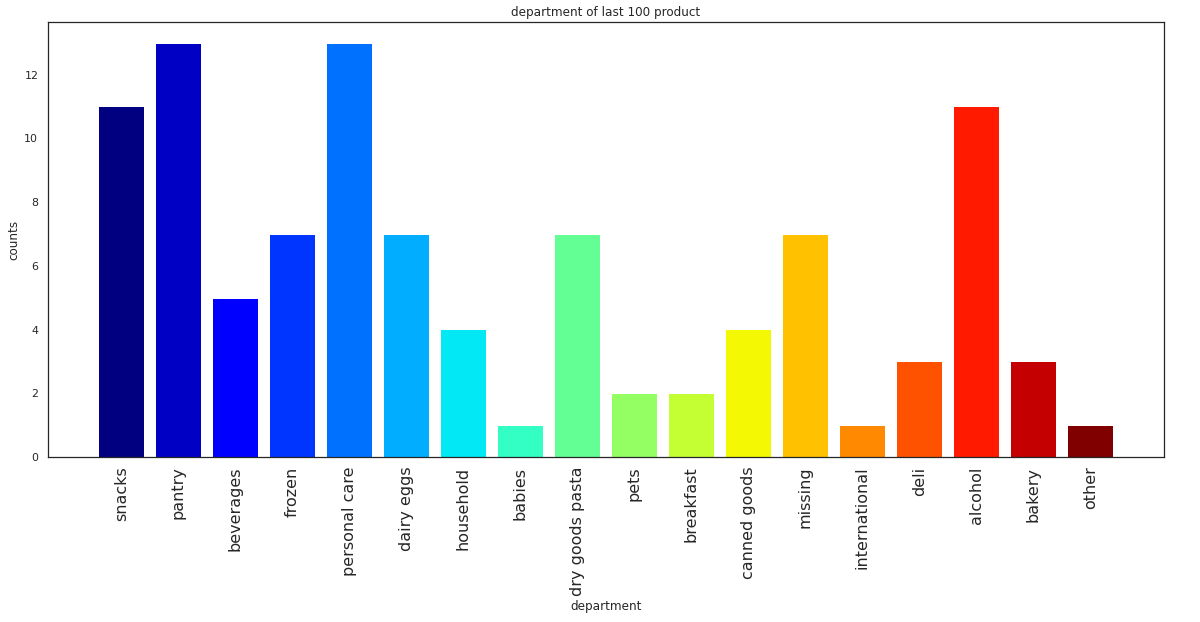 department of last 100 product
counts
12
10
8
6
4
2
0
snacks
pantry
beverages
frozen
personal care
dairy eggs
household
babies
dry goods pasta
pets
breakfast
canned goods
missing
international
deli
alcohol
bakery
other
department